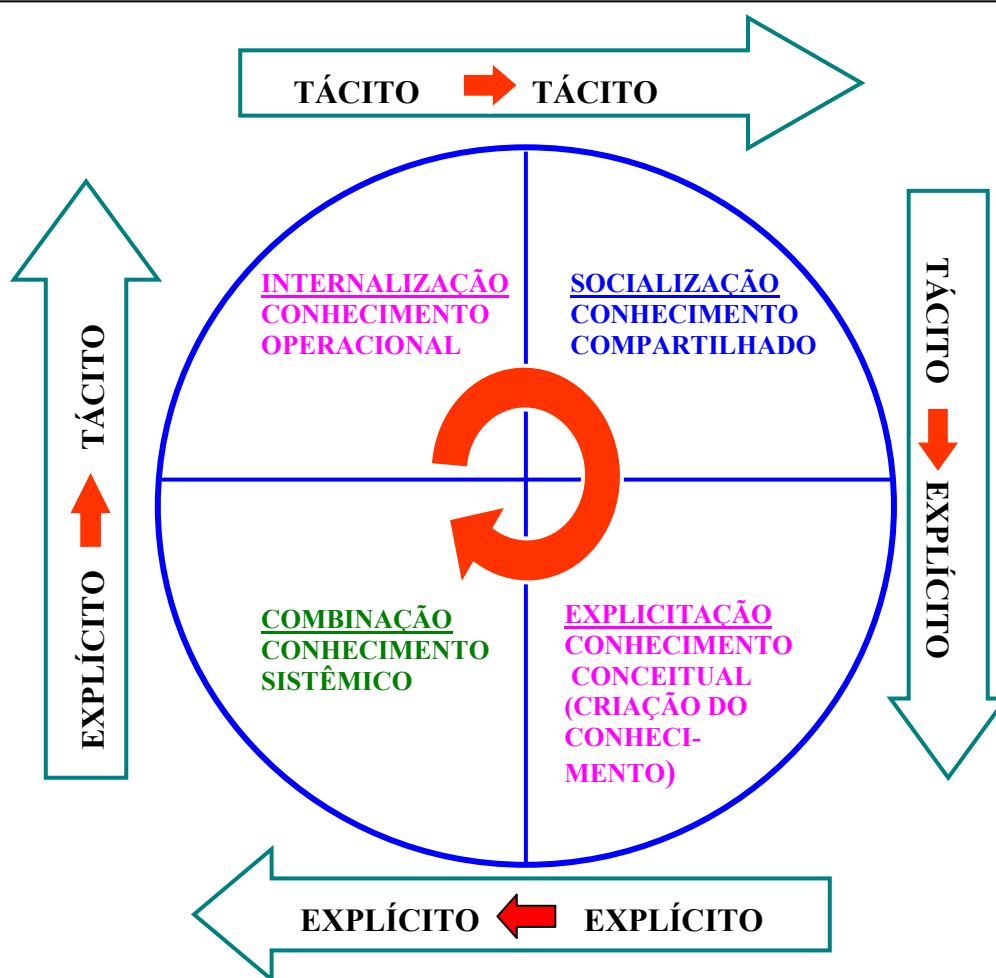 TÁCITO TÁCITO
INTERNALIZAÇÃO
CONHECIMENTO
OPERACIONAL
SOCIALIZAÇÃO
CONHECIMENTO
COMPARTILHADO
TÁCITO EXPLÍCITO
EXPLICITAÇÃO
CONHECIMENTO
CONCEITUAL
(CRIAÇÃO DO
CONHECI-
MENTO)
COMBINAÇÃO
CONHECIMENTO
SISTÊMICO
EXPLÍCITO EXPLÍCITO
EXPLÍCITO TÁCITO